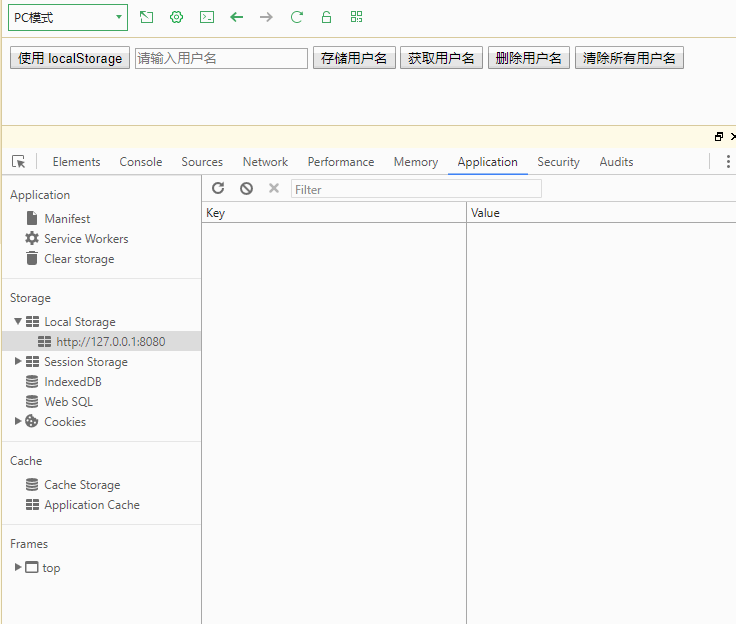 PC模式
使用 localStorage 请输入用户名 存储用户名 获取用户名 删除用户名 清除所有用户名
Elements Console Sources Network Performance Memory Application Security Audits
Application
Manifest
Service Workers
Clear storage
Storage
Local Storage
http://127.0.0.1:8080
Session Storage
IndexedDB
Web SQL
Cookies
Cache
Cache Storage
Application Cache
Frames
top
Filter
Key Value